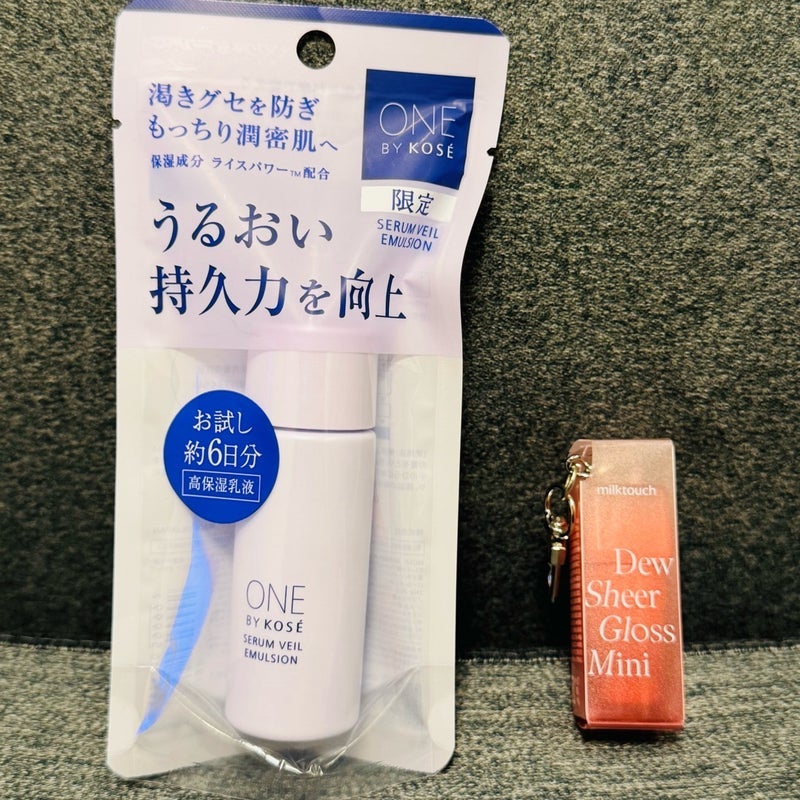 渇きグセを防ぎ
もっちり潤密肌へ
保湿成分 ライスパワー™配合
ONE
BY KOSÉ
限定
SERUM VEIL
EMULSION
うるおい
持久力を向上
お試し
約6日分
高保湿乳液
ONE
BY KOSÉ
SERUM VEIL
EMULSION
milktouch
Dew
Sheer
Gloss
Mini